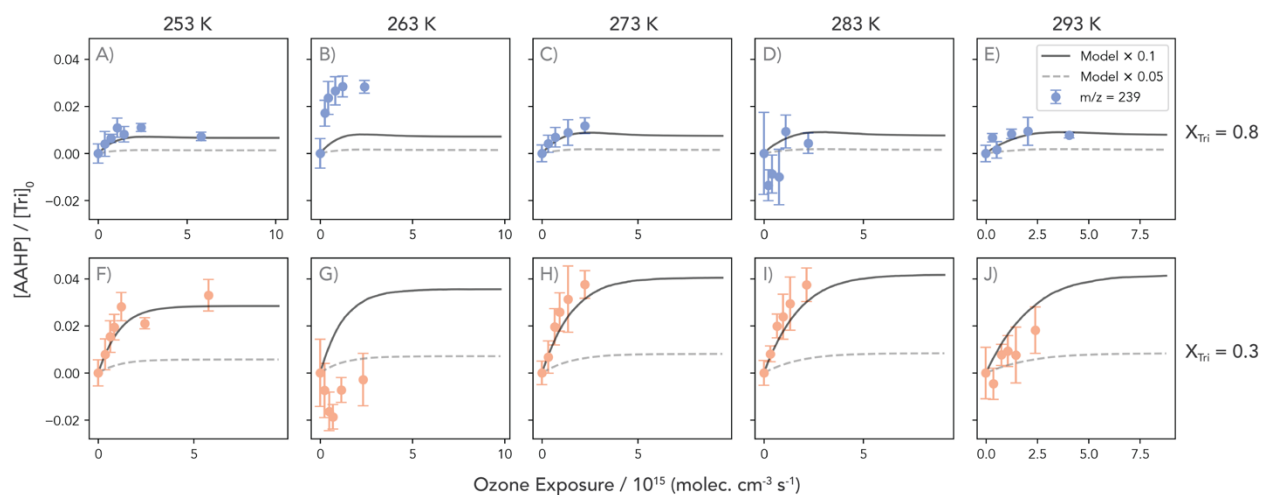 253 K 263 K 273 K 283 K 293 K
A) B) C) D) E)
Model × 0.1
Model × 0.05
m/z = 239
0.04
0.02
0.00
−0.02
0 5 10 0 5 10 0 5 0 5 0.0 2.5 5.0 7.5
X_Tri = 0.8
[AAHP] / [Tri]₀
F) G) H) I) J)
0.04
0.02
0.00
−0.02
0 5 10 0 5 10 0 5 0 5 0.0 2.5 5.0 7.5
X_Tri = 0.3
Ozone Exposure / 10¹⁵ (molec. cm⁻³ s⁻¹)